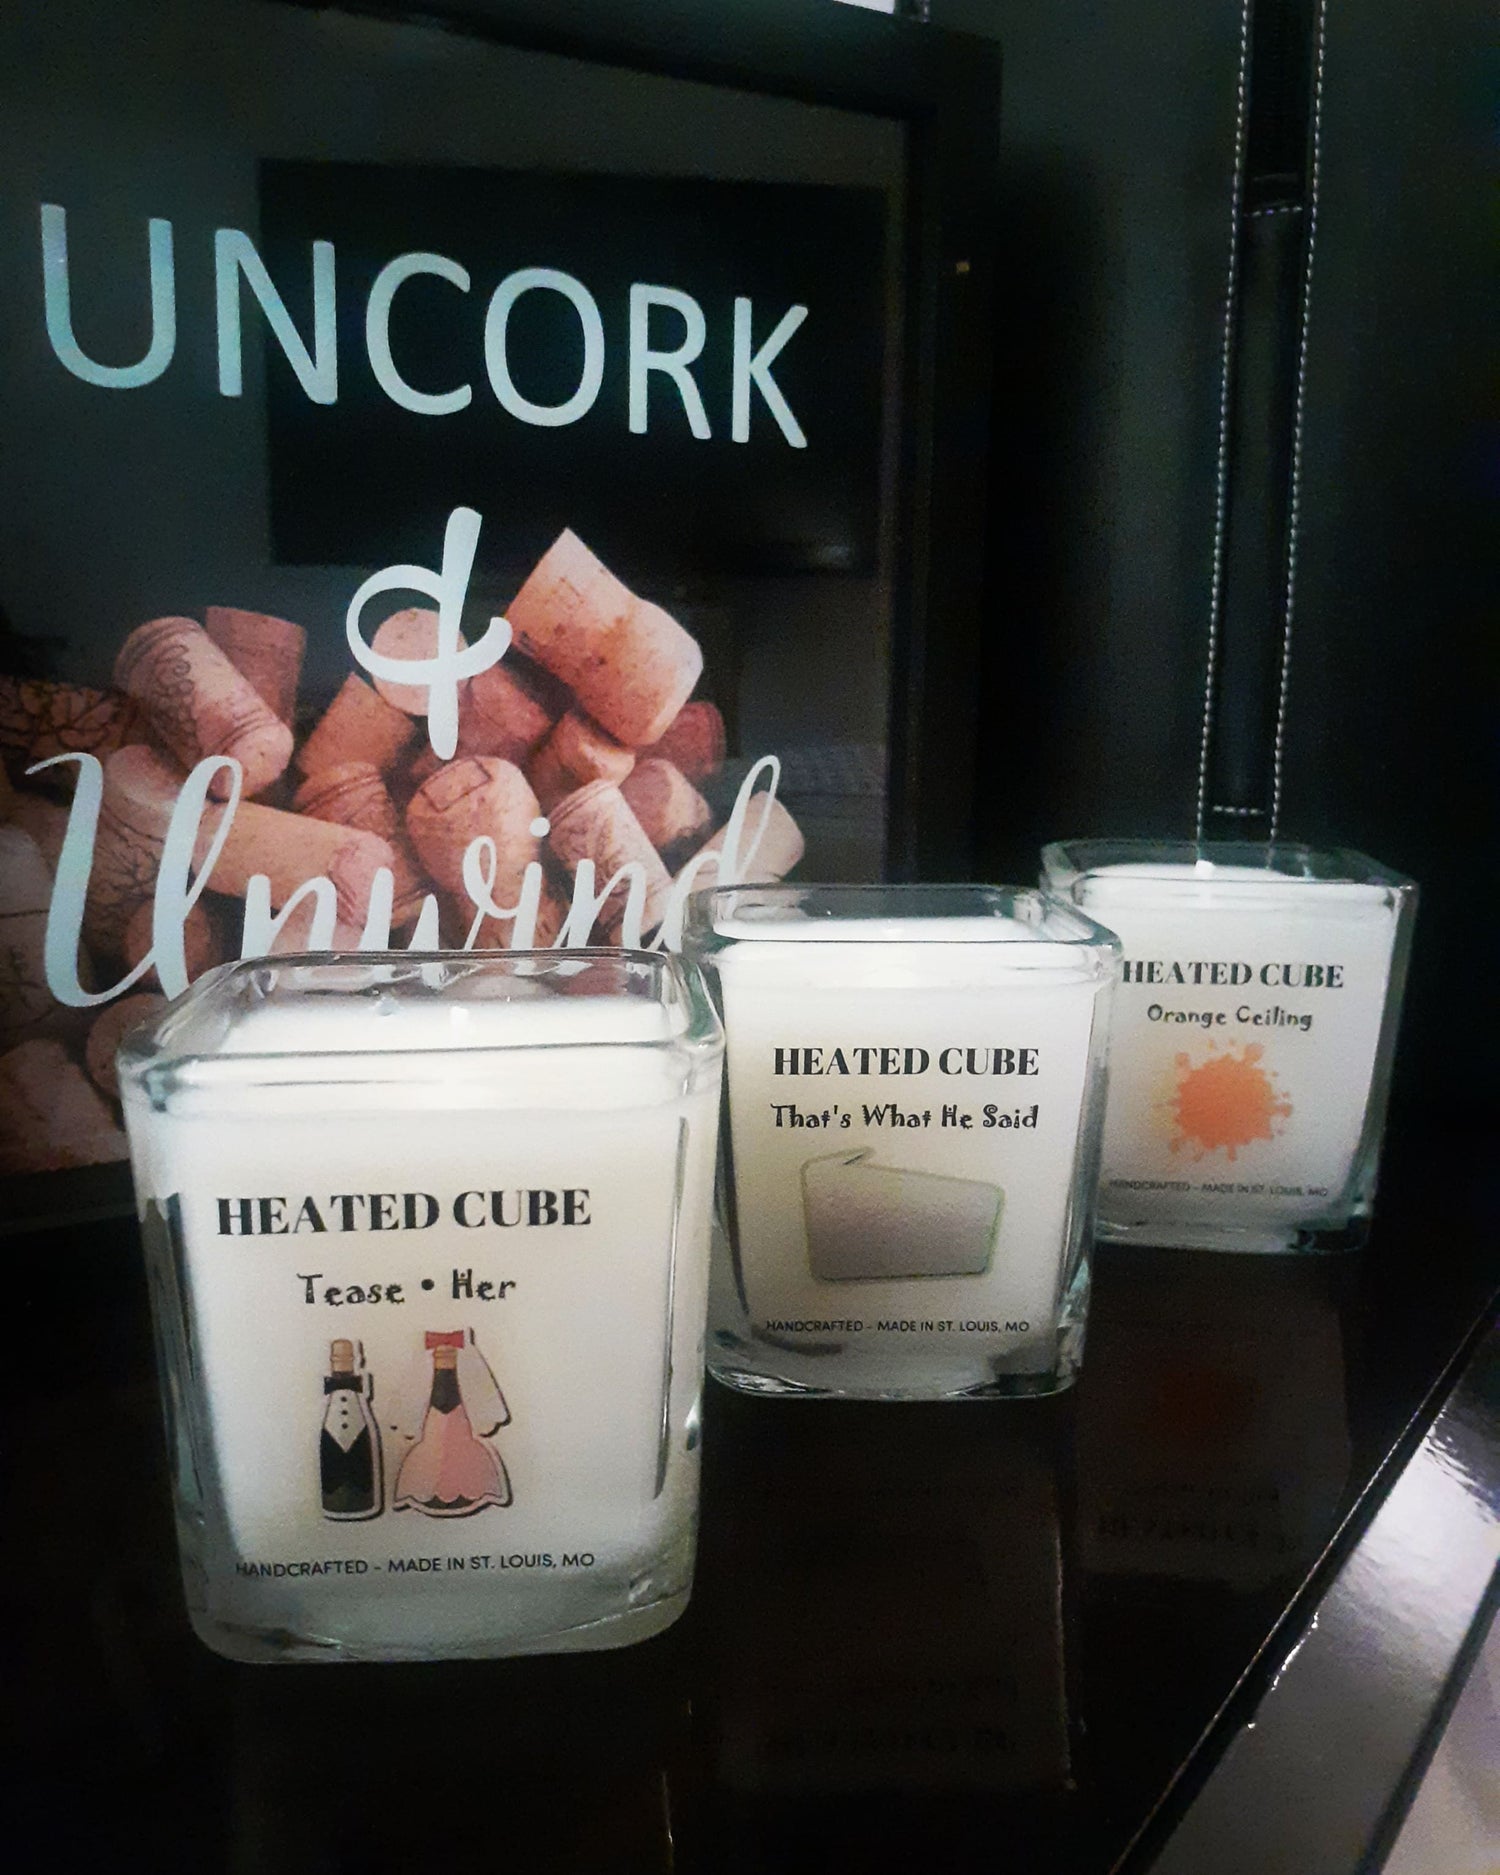 UNCORK
&
Unwind
HEATED CUBE
Tease • Her
HANDCRAFTED - MADE IN ST. LOUIS, MO
HEATED CUBE
That's What He Said
HANDCRAFTED - MADE IN ST. LOUIS, MO
HEATED CUBE
Orange Ceiling
HANDCRAFTED - MADE IN ST. LOUIS, MO